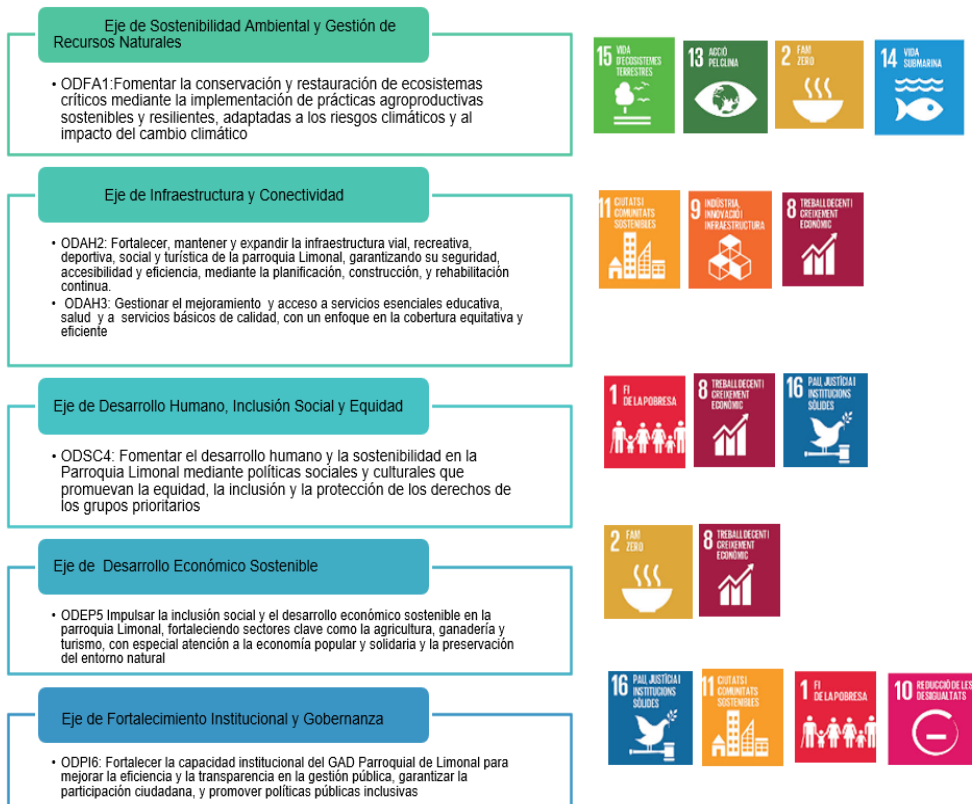 Eje de Sostenibilidad Ambiental y Gestión de
Recursos Naturales
• ODFA1:Fomentar la conservación y restauración de ecosistemas
críticos mediante la implementación de prácticas agroproductivas
sostenibles y resilientes, adaptadas a los riesgos climáticos y al
impacto del cambio climático
15 VIDA
D'ECOSISTEMES
TERRESTRES
13 ACCIÓ
PEL CLIMA
2 FAM
ZERO
14 VIDA
SUBMARINA
Eje de Infraestructura y Conectividad
• ODAH2: Fortalecer, mantener y expandir la infraestructura vial, recreativa,
deportiva, social y turística de la parroquia Limonal, garantizando su seguridad,
accesibilidad y eficiencia, mediante la planificación, construcción, y rehabilitación
continua.
• ODAH3: Gestionar el mejoramiento y acceso a servicios esenciales educativa,
salud y a servicios básicos de calidad, con un enfoque en la cobertura equitativa y
eficiente
11 CIUTATS I
COMUNITATS
SOSTENIBLES
9 INDÚSTRIA,
INNOVACIÓ I
INFRAESTRUCTURA
8 TREBALL DECENT I
CREIXEMENT
ECONÒMIC
Eje de Desarrollo Humano, Inclusión Social y Equidad
• ODSC4: Fomentar el desarrollo humano y la sostenibilidad en la
Parroquia Limonal mediante políticas sociales y culturales que
promuevan la equidad, la inclusión y la protección de los derechos de
los grupos prioritarios
1 FI
DE LA POBRESA
8 TREBALL DECENT I
CREIXEMENT
ECONÒMIC
16 PAU, JUSTÍCIA I
INSTITUCIONS
SÒLIDES
Eje de Desarrollo Económico Sostenible
• ODEP5 Impulsar la inclusión social y el desarrollo económico sostenible en la
parroquia Limonal, fortaleciendo sectores clave como la agricultura, ganadería y
turismo, con especial atención a la economía popular y solidaria y la preservación
del entorno natural
2 FAM
ZERO
8 TREBALL DECENT I
CREIXEMENT
ECONÒMIC
Eje de Fortalecimiento Institucional y Gobernanza
• ODPI6: Fortalecer la capacidad institucional del GAD Parroquial de Limonal para
mejorar la eficiencia y la transparencia en la gestión pública, garantizar la
participación ciudadana, y promover políticas públicas inclusivas
16 PAU, JUSTÍCIA I
INSTITUCIONS
SÒLIDES
11 CIUTATS I
COMUNITATS
SOSTENIBLES
1 FI
DE LA POBRESA
10 REDUCCIÓ DE LES
DESIGUALTATS